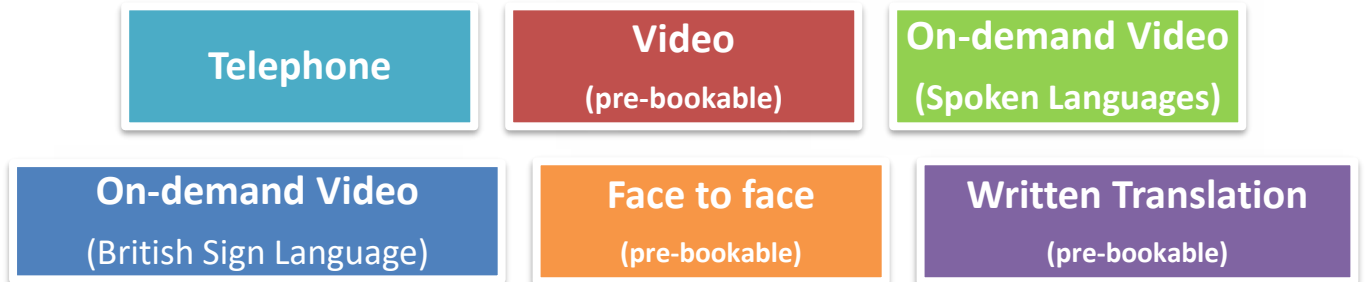 Telephone
Video
(pre-bookable)
On-demand Video
(Spoken Languages)
On-demand Video
(British Sign Language)
Face to face
(pre-bookable)
Written Translation
(pre-bookable)